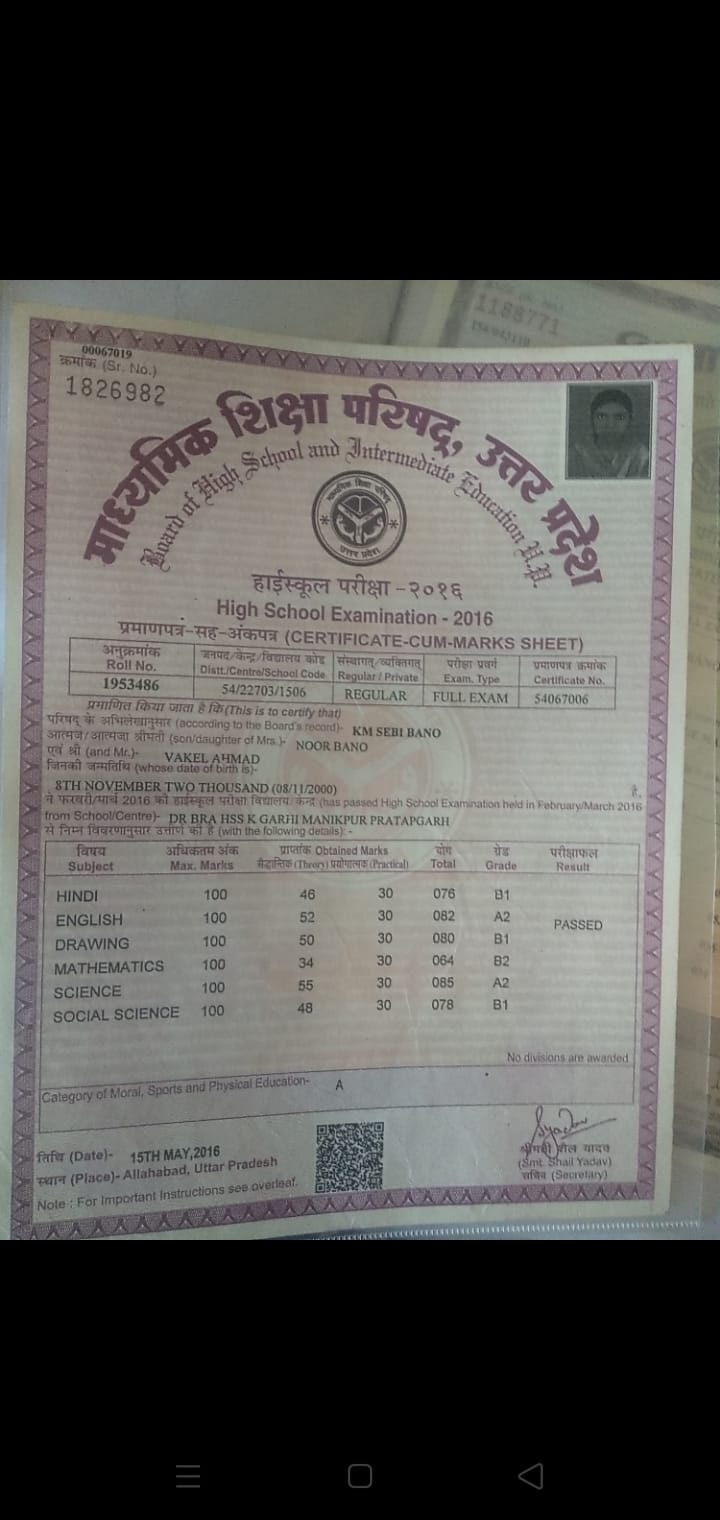 1188771
00067019
क्रमांक (Sr. No.)
1826982
माध्यमिक शिक्षा परिषद्, उत्तर प्रदेश
Board of High School and Intermediate Education U.P.
माध्यमिक शिक्षा परिषद्
उत्तर प्रदेश
हाईस्कूल परीक्षा -२०१६
High School Examination - 2016
प्रमाणपत्र-सह-अंकपत्र (CERTIFICATE-CUM-MARKS SHEET)
अनुक्रमांक जनपद/केन्द्र/विद्यालय कोड संस्थागत/व्यक्तिगत परीक्षा प्रवर्ग प्रमाणपत्र क्रमांक
Roll No. Distt./Centre/School Code Regular / Private Exam. Type Certificate No.
1953486 54/22703/1506 REGULAR FULL EXAM 54067006
प्रमाणित किया जाता है कि (This is to certify that)
परिषद् के अभिलेखानुसार (according to the Board's record)- KM SEBI BANO
आत्मज/आत्मजा श्रीमती (son/daughter of Mrs.)- NOOR BANO
एवं श्री (and Mr.)- VAKEL AHMAD
जिनकी जन्मतिथि (whose date of birth is)-
8TH NOVEMBER TWO THOUSAND (08/11/2000) है,
ने फरवरी/मार्च 2016 की हाईस्कूल परीक्षा विद्यालय/केन्द्र (has passed High School Examination held in February/March 2016
from School/Centre)- DR BRA HSS K GARHI MANIKPUR PRATAPGARH
से निम्न विवरणानुसार उत्तीर्ण की है (with the following details): -
विषय अधिकतम अंक प्राप्तांक Obtained Marks योग ग्रेड परीक्षाफल
Subject Max. Marks सैद्धान्तिक (Theory) प्रयोगात्मक (Practical) Total Grade Result
HINDI 100 46 30 076 B1
ENGLISH 100 52 30 082 A2 PASSED
DRAWING 100 50 30 080 B1
MATHEMATICS 100 34 30 064 B2
SCIENCE 100 55 30 085 A2
SOCIAL SCIENCE 100 48 30 078 B1
No divisions are awarded
Category of Moral, Sports and Physical Education- A
तिथि (Date)- 15TH MAY,2016
स्थान (Place)- Allahabad, Uttar Pradesh
Note : For Important Instructions see overleaf.
Syadav
श्रीमती शैल यादव
(Smt. Shail Yadav)
सचिव (Secretary)